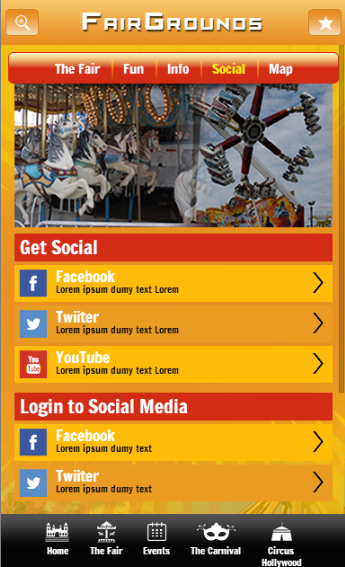 FAIRGROUNDS
The Fair Fun Info Social Map
Get Social
Facebook
Lorem ipsum dumy text Lorem
Twiiter
Lorem ipsum dumy text Lorem
You Tube
YouTube
Lorem ipsum dumy text Lorem
Login to Social Media
Facebook
Lorem ipsum dumy text
Twiiter
Lorem ipsum dumy text
Home The Fair Events The Carnival Circus Hollywood